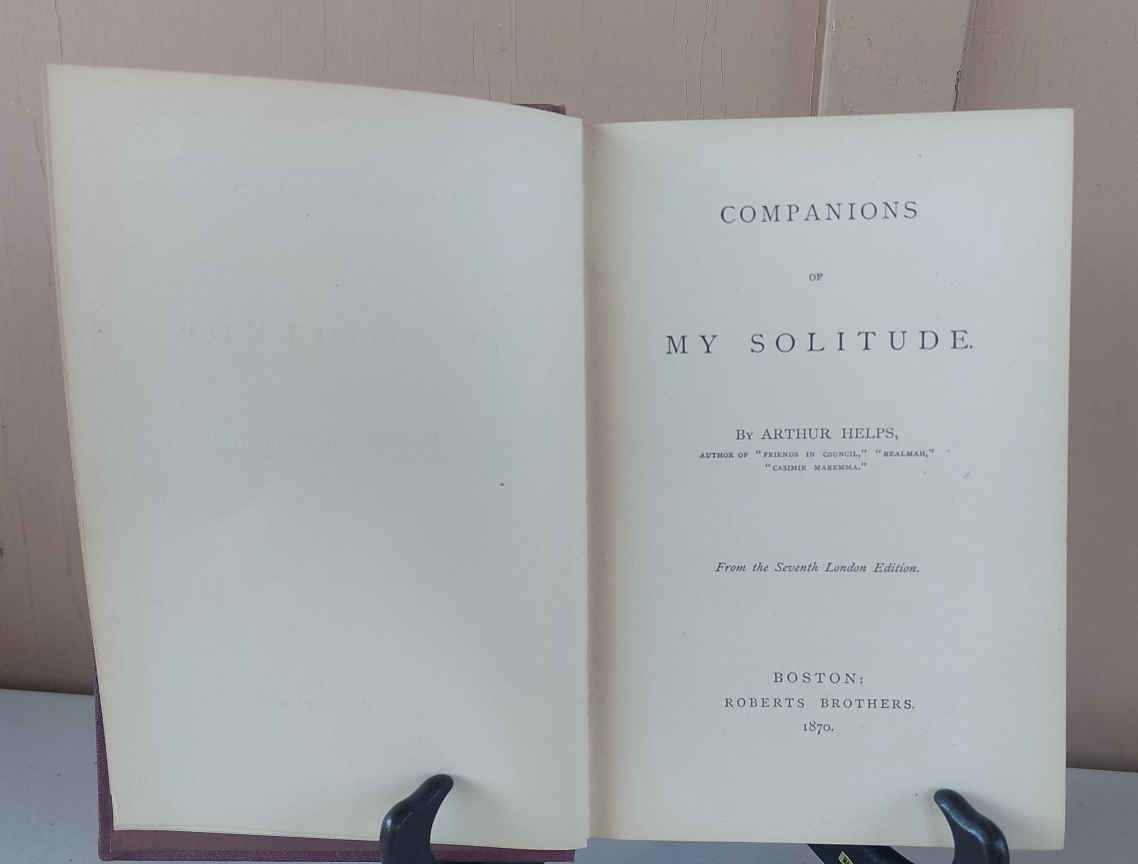 COMPANIONS
OF
MY SOLITUDE.
By ARTHUR HELPS,
AUTHOR OF "FRIENDS IN COUNCIL," "REALMAH,"
"CASIMIR MAREMMA."
From the Seventh London Edition.
BOSTON:
ROBERTS BROTHERS.
1870.